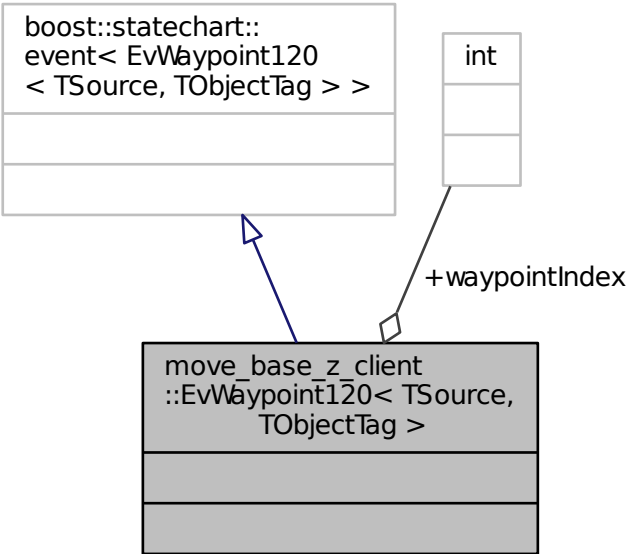 boost::statechart::
event< EvWaypoint120
< TSource, TObjectTag > >
int
+waypointIndex
move_base_z_client
::EvWaypoint120< TSource,
TObjectTag >